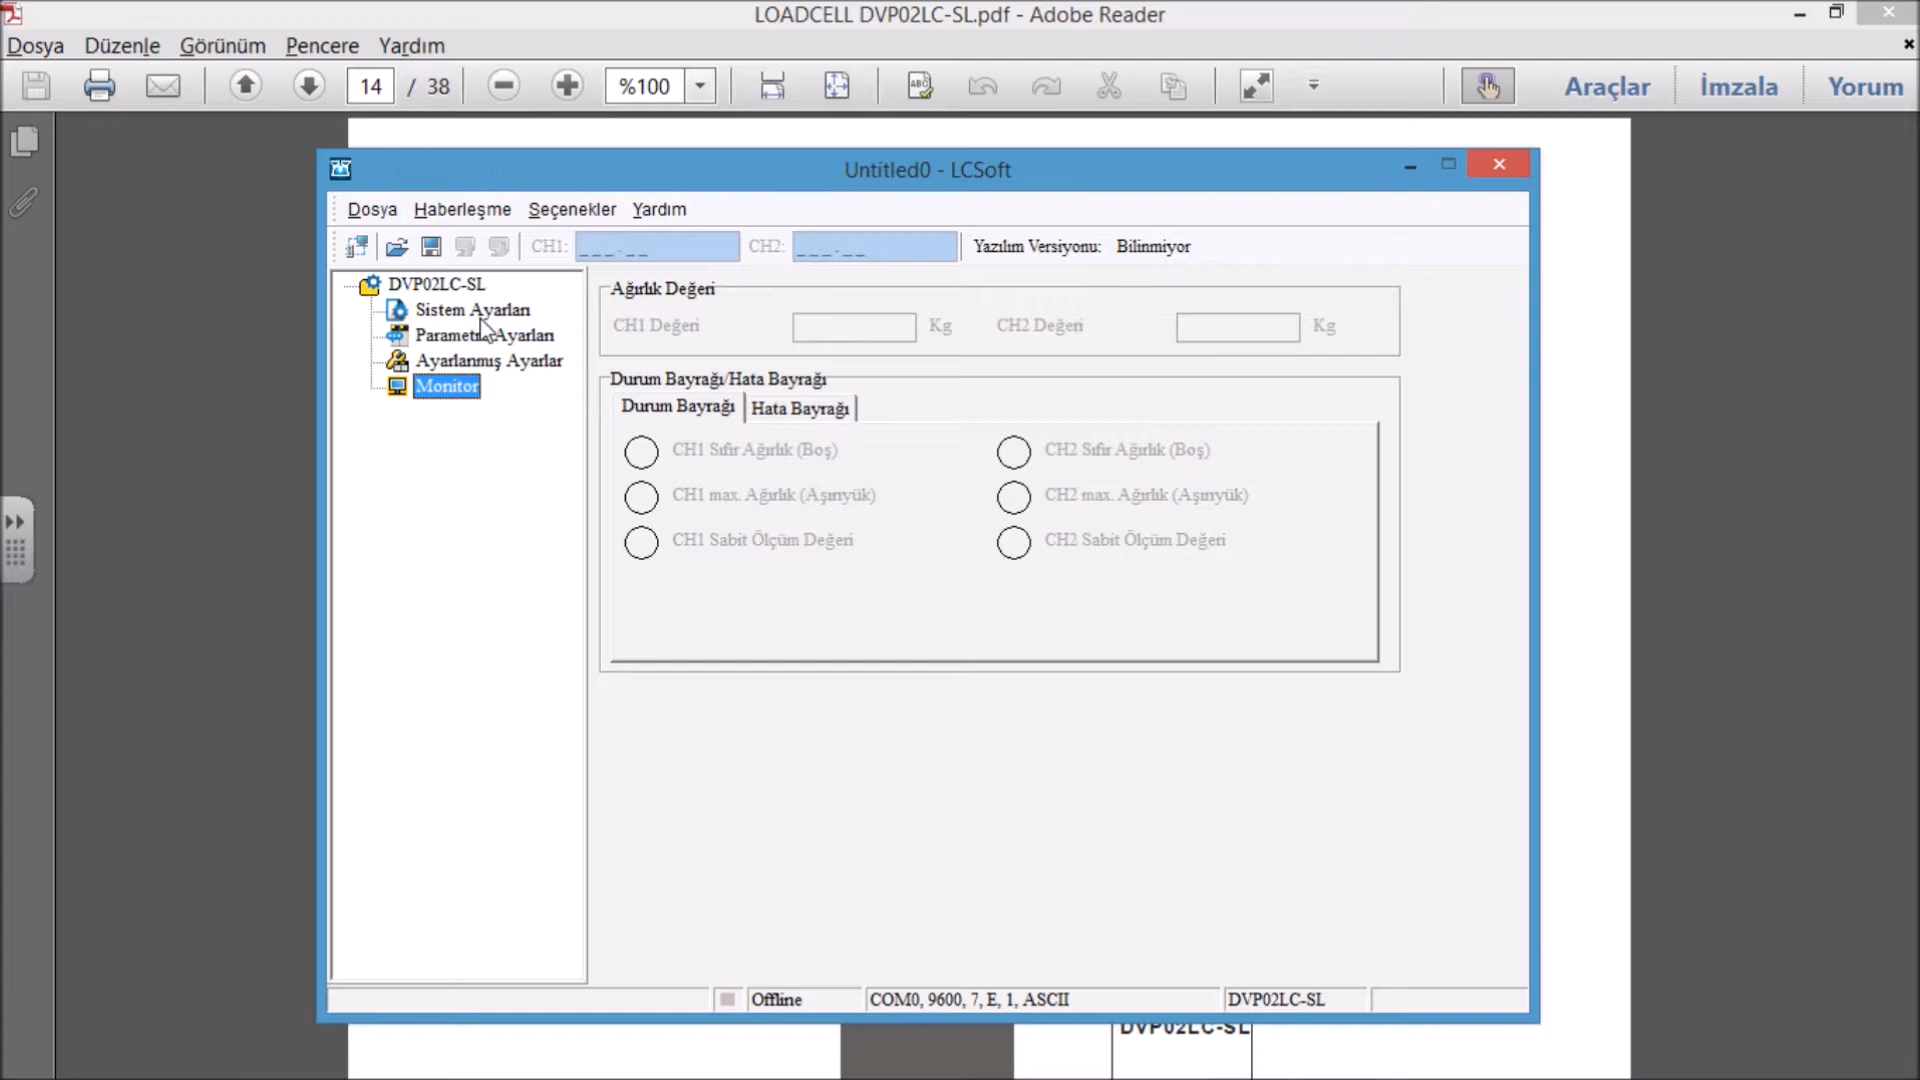 LOADCELL DVP02LC-SL.pdf - Adobe Reader
Dosya Düzenle Görünüm Pencere Yardım
14 / 38 %100 Araçlar İmzala Yorum
Untitled0 - LCSoft
Dosya Haberleşme Seçenekler Yardım
CH1: _ _ _._ _ CH2: _ _ _._ _ Yazılım Versiyonu: Bilinmiyor
DVP02LC-SL
Sistem Ayarları
Parametre Ayarları
Ayarlanmış Ayarlar
Monitor
Ağırlık Değeri
CH1 Değeri Kg CH2 Değeri Kg
Durum Bayrağı/Hata Bayrağı
Durum Bayrağı Hata Bayrağı
CH1 Sıfır Ağırlık (Boş) CH2 Sıfır Ağırlık (Boş)
CH1 max. Ağırlık (Aşırıyük) CH2 max. Ağırlık (Aşırıyük)
CH1 Sabit Ölçüm Değeri CH2 Sabit Ölçüm Değeri
Offline COM0, 9600, 7, E, 1, ASCII DVP02LC-SL
DVP02LC-SL